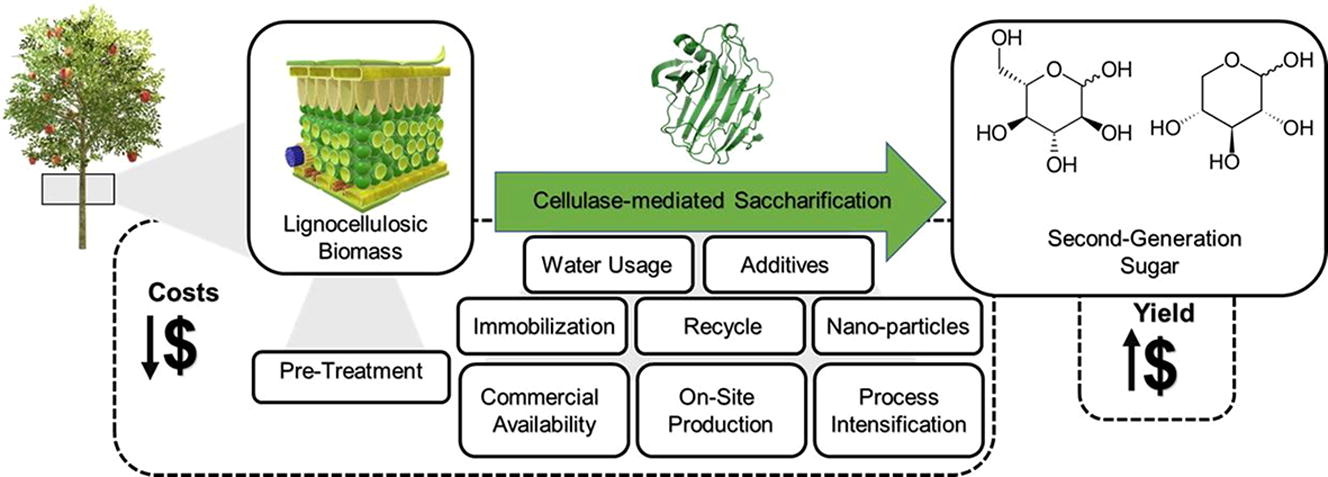 OH
O
OH
HO
OH
OH
O
OH
HO
OH
HO
Cellulase-mediated Saccharification
Lignocellulosic
Biomass
Second-Generation
Sugar
Water Usage
Additives
Costs
$
Immobilization
Recycle
Nano-particles
Yield
$
Pre-Treatment
Commercial
Availability
On-Site
Production
Process
Intensification